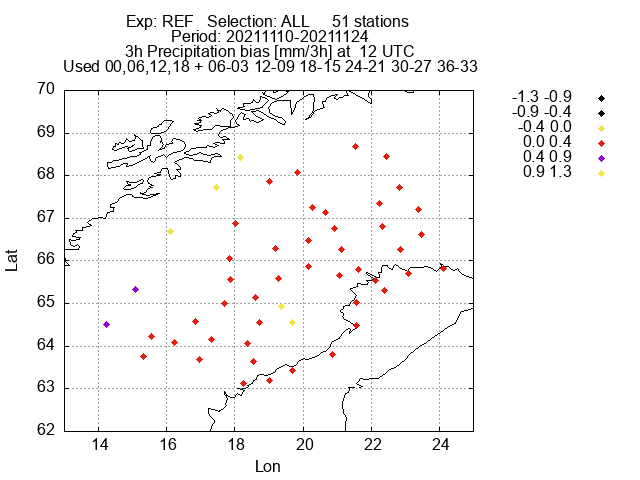 Exp: REF Selection: ALL 51 stations
Period: 20211110-20211124
3h Precipitation bias [mm/3h] at 12 UTC
Used 00,06,12,18 + 06-03 12-09 18-15 24-21 30-27 36-33
70
69
68
67
66
65
64
63
62
14 16 18 20 22 24
Lat
Lon
-1.3 -0.9
-0.9 -0.4
-0.4 0.0
0.0 0.4
0.4 0.9
0.9 1.3